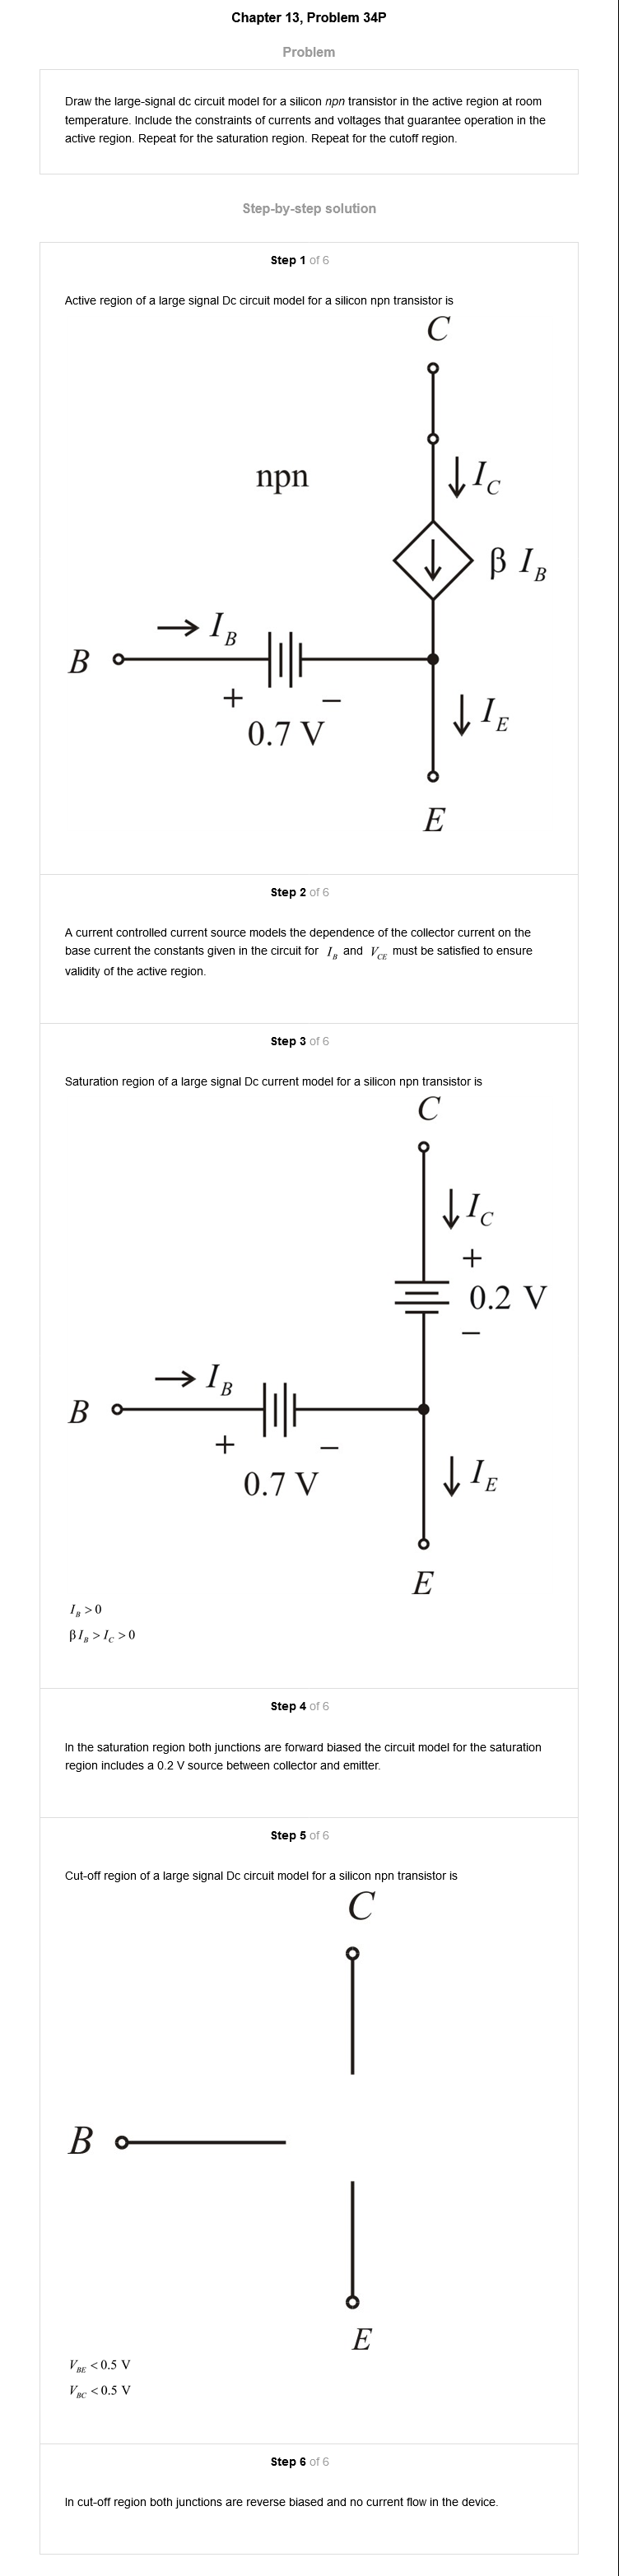 Chapter 13, Problem 34P
Problem
Draw the large-signal dc circuit model for a silicon npn transistor in the active region at room
temperature. Include the constraints of currents and voltages that guarantee operation in the
active region. Repeat for the saturation region. Repeat for the cutoff region.
Step-by-step solution
Step 1 of 6
Active region of a large signal Dc circuit model for a silicon npn transistor is
C
npn
I_C
β I_B
I_B
B
+ −
0.7 V
I_E
E
Step 2 of 6
A current controlled current source models the dependence of the collector current on the
base current the constants given in the circuit for I_B and V_CE must be satisfied to ensure
validity of the active region.
Step 3 of 6
Saturation region of a large signal Dc current model for a silicon npn transistor is
C
I_C
+
0.2 V
−
I_B
B
+ −
0.7 V
I_E
E
I_B > 0
βI_B > I_C > 0
Step 4 of 6
In the saturation region both junctions are forward biased the circuit model for the saturation
region includes a 0.2 V source between collector and emitter.
Step 5 of 6
Cut-off region of a large signal Dc circuit model for a silicon npn transistor is
C
B
E
V_BE < 0.5 V
V_BC < 0.5 V
Step 6 of 6
In cut-off region both junctions are reverse biased and no current flow in the device.